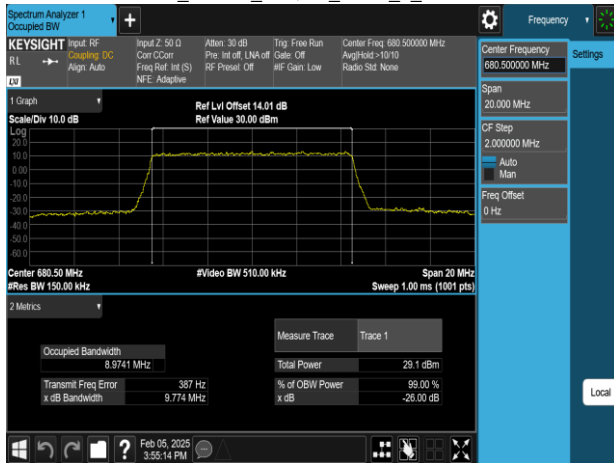 Spectrum Analyzer 1
Occupied BW
+
Frequency
KEYSIGHT
RL
LXI
Input: RF
Coupling: DC
Align: Auto
Input Z: 50 Ω
Corr CCorr
Freq Ref: Int (S)
NFE: Adaptive
Atten: 30 dB
Pre: Int off, LNA off
RF Preset: Off
Trig: Free Run
Gate: Off
#IF Gain: Low
Center Freq: 680.500000 MHz
Avg|Hold:>10/10
Radio Std: None
Center Frequency
680.500000 MHz
Settings
Span
20.000 MHz
CF Step
2.000000 MHz
Auto
Man
Freq Offset
0 Hz
1 Graph
Scale/Div 10.0 dB
Ref Lvl Offset 14.01 dB
Ref Value 30.00 dBm
Log
20.0
10.0
0.00
-10.0
-20.0
-30.0
-40.0
-50.0
-60.0
Center 680.50 MHz
#Res BW 150.00 kHz
#Video BW 510.00 kHz
Span 20 MHz
Sweep 1.00 ms (1001 pts)
2 Metrics
Measure Trace Trace 1
Occupied Bandwidth
8.9741 MHz
Total Power 29.1 dBm
Transmit Freq Error 387 Hz
% of OBW Power 99.00 %
x dB Bandwidth 9.774 MHz
x dB -26.00 dB
Local
?
Feb 05, 2025
3:55:14 PM